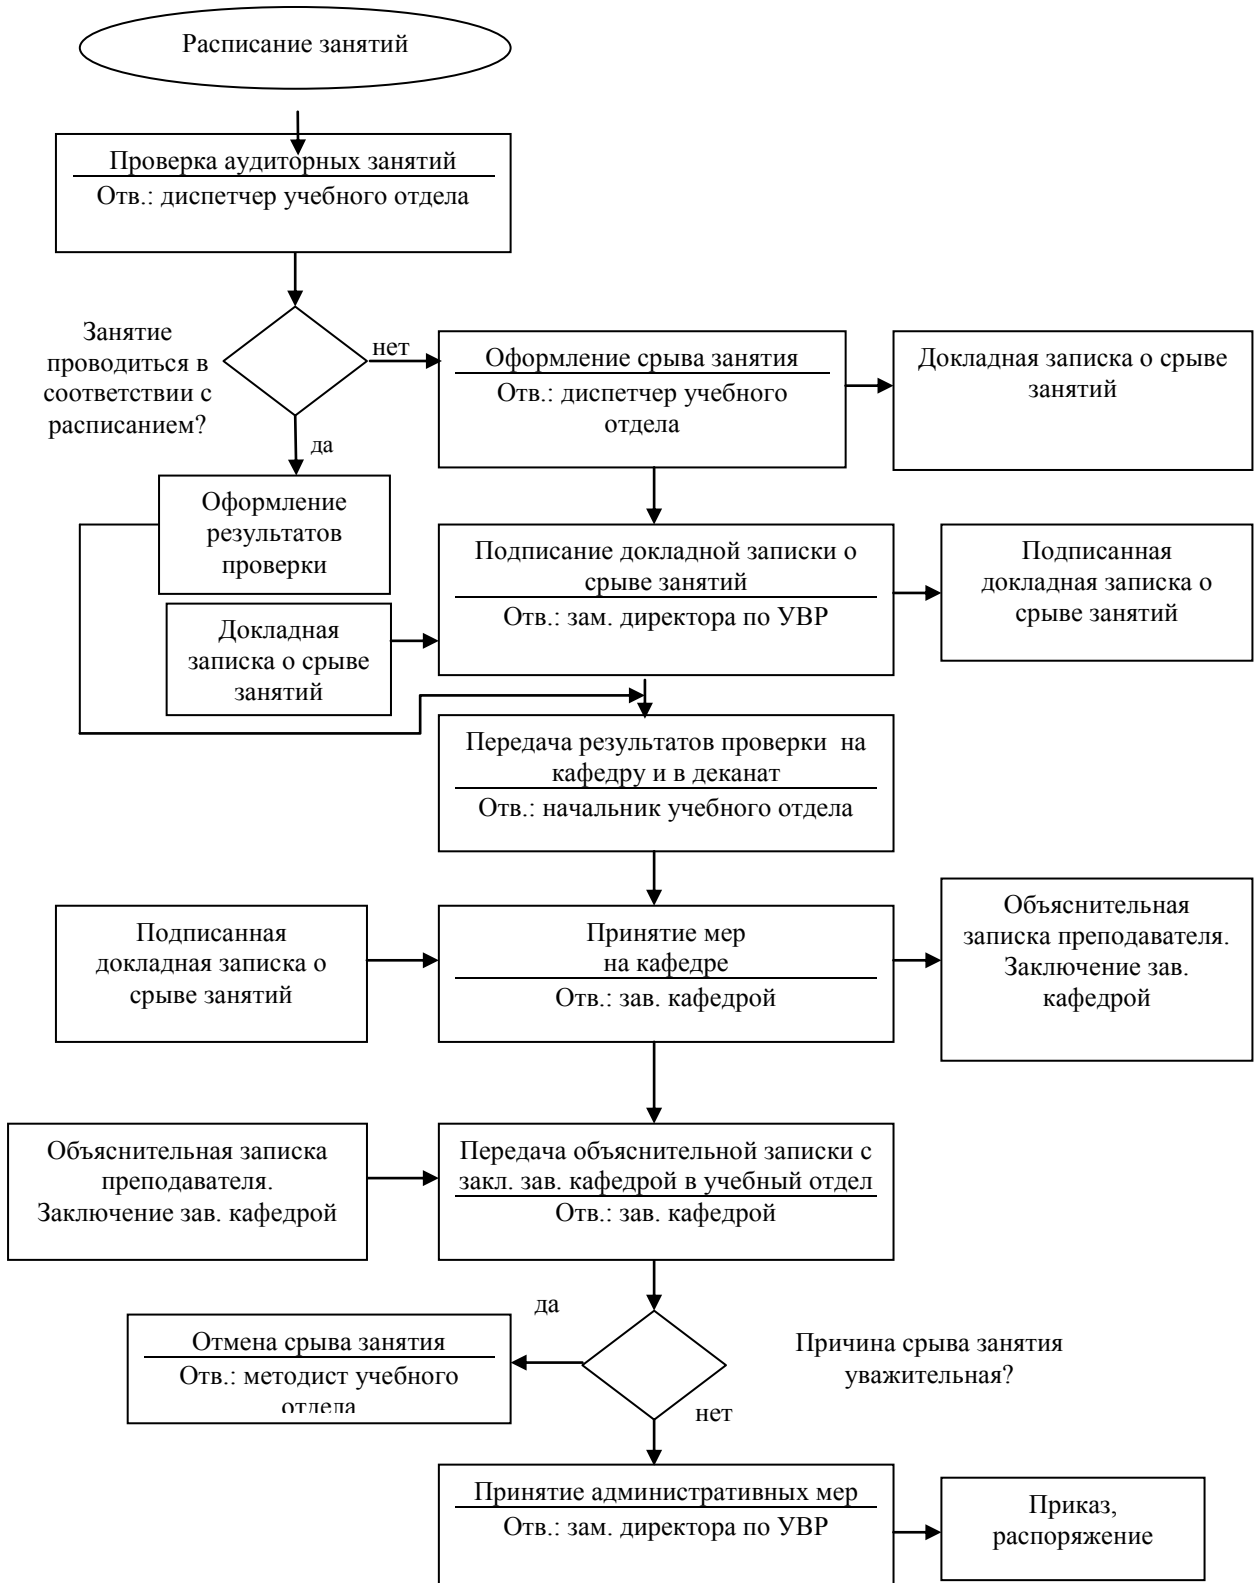 Расписание занятий
Проверка аудиторных занятий
Отв.: диспетчер учебного отдела
Занятие
проводиться в
соответствии с
расписанием?
нет
да
Оформление срыва занятия
Отв.: диспетчер учебного
отдела
Докладная записка о срыве
занятий
Оформление
результатов
проверки
Подписание докладной записки о
срыве занятий
Отв.: зам. директора по УВР
Подписанная
докладная записка о
срыве занятий
Докладная
записка о срыве
занятий
Передача результатов проверки на
кафедру и в деканат
Отв.: начальник учебного отдела
Подписанная
докладная записка о
срыве занятий
Принятие мер
на кафедре
Отв.: зав. кафедрой
Объяснительная
записка преподавателя.
Заключение зав.
кафедрой
Объяснительная записка
преподавателя.
Заключение зав. кафедрой
Передача объяснительной записки с
закл. зав. кафедрой в учебный отдел
Отв.: зав. кафедрой
да
Отмена срыва занятия
Отв.: методист учебного
отдела
Причина срыва занятия
уважительная?
нет
Принятие административных мер
Отв.: зам. директора по УВР
Приказ,
распоряжение